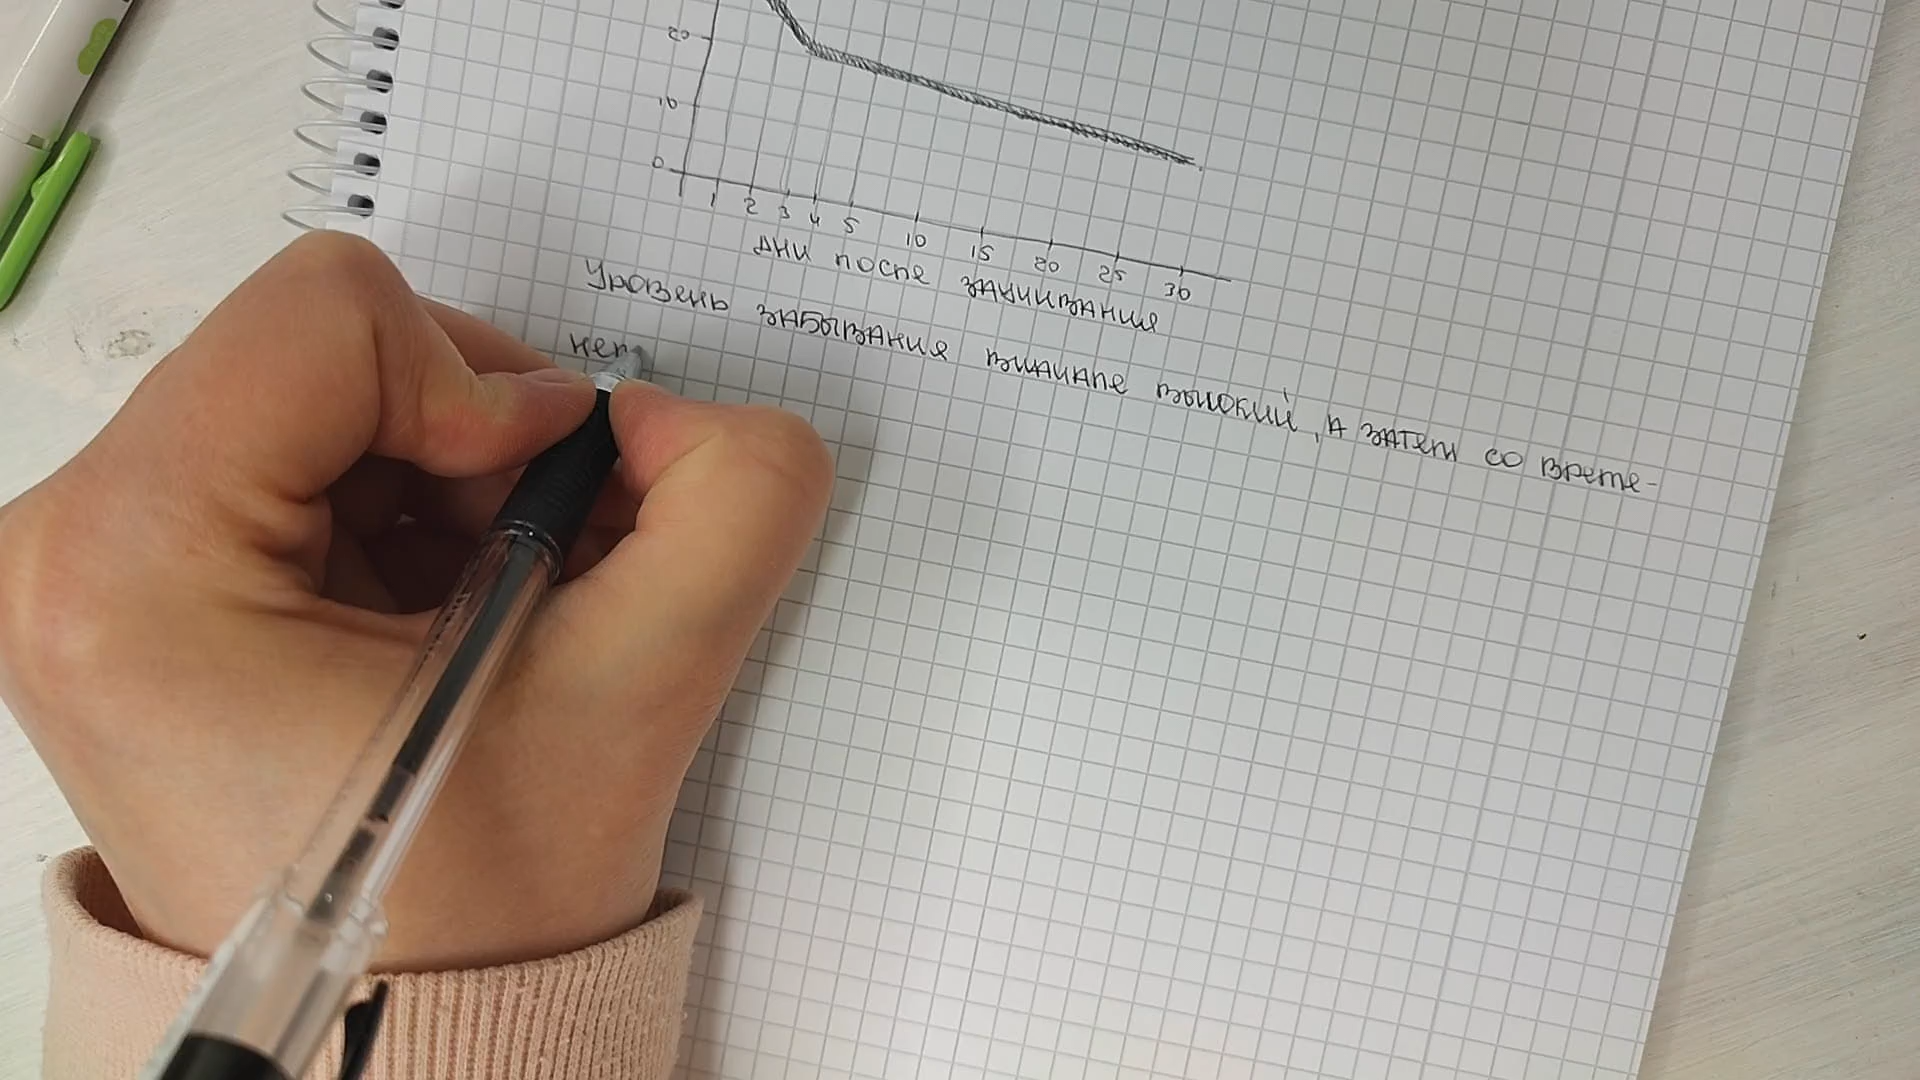 20
10
0
1 2 3 4 5 10 15 20 25 30
дни после заучивания
Уровень забывания вначале высокий, а затем со време-
нем